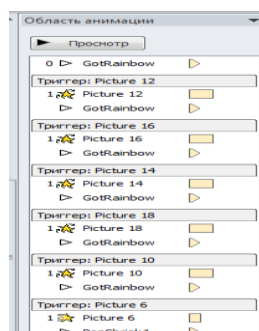 Область анимации
Просмотр
0 GotRainbow
Триггер: Picture 12
1 Picture 12
GotRainbow
Триггер: Picture 16
1 Picture 16
GotRainbow
Триггер: Picture 14
1 Picture 14
GotRainbow
Триггер: Picture 18
1 Picture 18
GotRainbow
Триггер: Picture 10
1 Picture 10
GotRainbow
Триггер: Picture 6
1 Picture 6